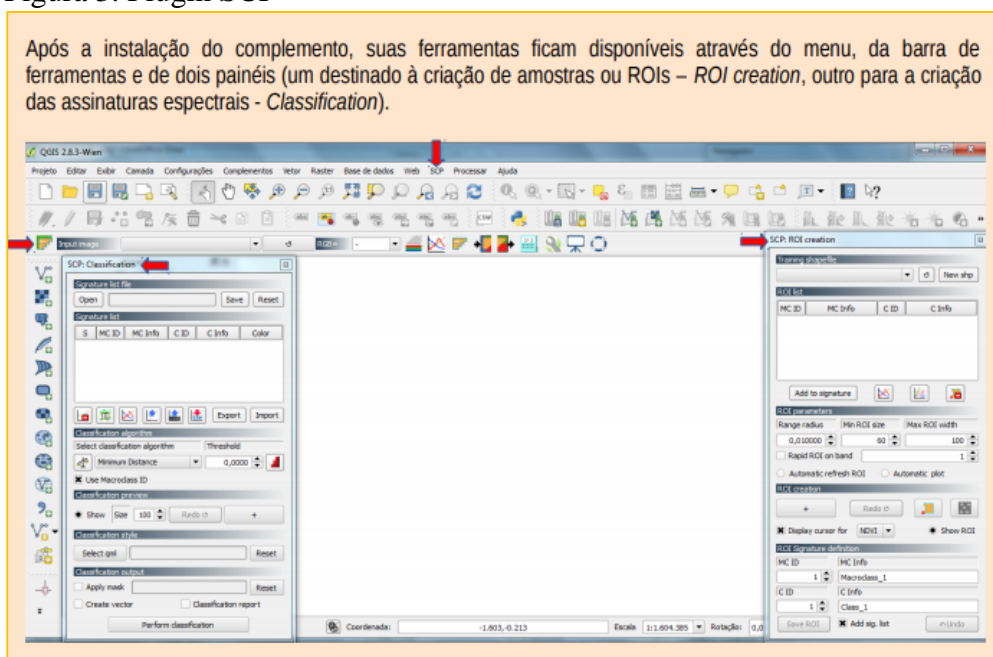 Após a instalação do complemento, suas ferramentas ficam disponíveis através do menu, da barra de
ferramentas e de dois painéis (um destinado à criação de amostras ou ROIs – ROI creation, outro para a criação
das assinaturas espectrais - Classification).
QGIS 2.8.3-Wien
Projeto Editar Exibir Camada Configurações Complementos Vetor Raster Base de dados Web SCP Processar Ajuda
Input image RGB= -
SCP: Classification
Signature list file
Open Save Reset
Signature list
S MC ID MC Info C ID C Info Color
Export Import
Classification algorithm
Select classification algorithm Threshold
Minimum Distance 0,0000
Use Macroclass ID
Classification preview
Show Size 100 Redo +
Classification style
Select qml Reset
Classification output
Apply mask Reset
Create vector Classification report
Perform classification
SCP: ROI creation
Training shapefile
New shp
ROI list
MC ID MC Info C ID C Info
Add to signature
ROI parameters
Range radius Min ROI size Max ROI width
0,010000 60 100
Rapid ROI on band 1
Automatic refresh ROI Automatic plot
ROI creation
+ Redo
Display cursor for NDVI Show ROI
ROI Signature definition
MC ID MC Info
1 Macroclass_1
C ID C Info
1 Class_1
Save ROI Add sig. list Undo
Coordenada: -1.603,-0.213 Escala 1:1.604.385 Rotação: 0,0